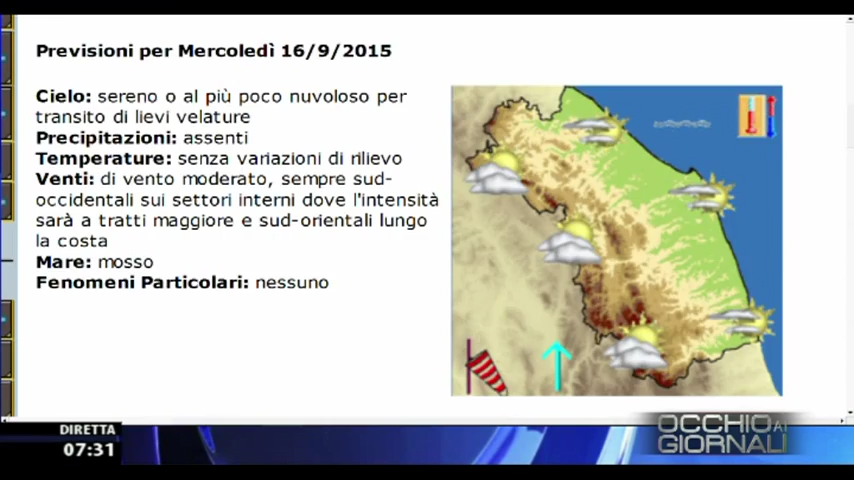 Previsioni per Mercoledì 16/9/2015
Cielo: sereno o al più poco nuvoloso per
transito di lievi velature
Precipitazioni: assenti
Temperature: senza variazioni di rilievo
Venti: di vento moderato, sempre sud-
occidentali sui settori interni dove l'intensità
sarà a tratti maggiore e sud-orientali lungo
la costa
Mare: mosso
Fenomeni Particolari: nessuno
DIRETTA
07:31
OCCHIO AI
GIORNALI